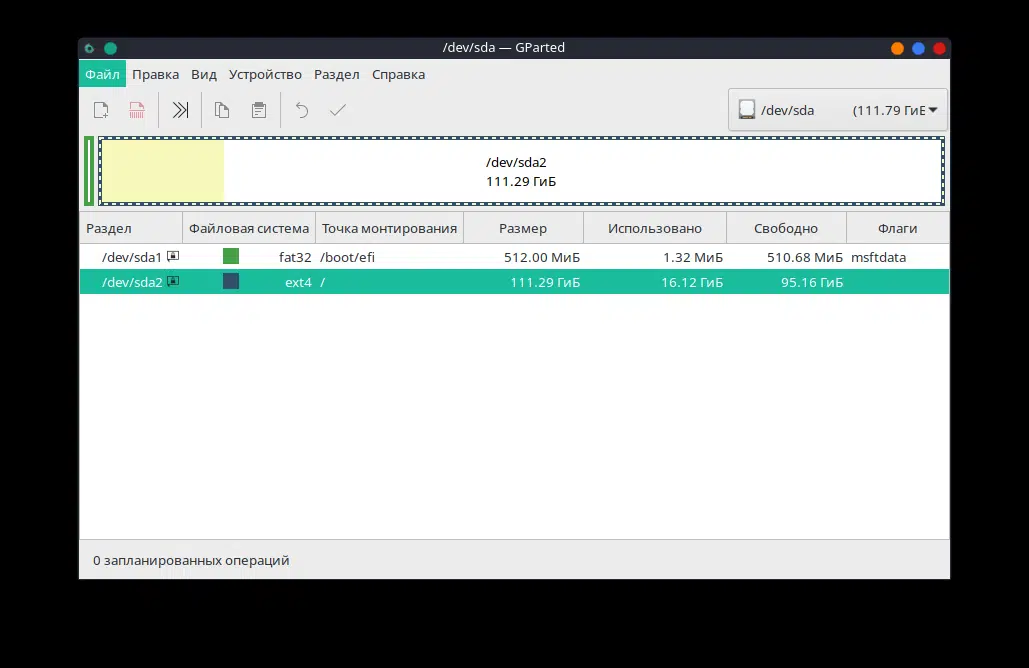 /dev/sda — GParted
Файл Правка Вид Устройство Раздел Справка
/dev/sda (111.79 ГиБ
/dev/sda2
111.29 ГиБ
Раздел Файловая система Точка монтирования Размер Использовано Свободно Флаги
/dev/sda1 fat32 /boot/efi 512.00 МиБ 1.32 МиБ 510.68 МиБ msftdata
/dev/sda2 ext4 / 111.29 ГиБ 16.12 ГиБ 95.16 ГиБ
0 запланированных операций